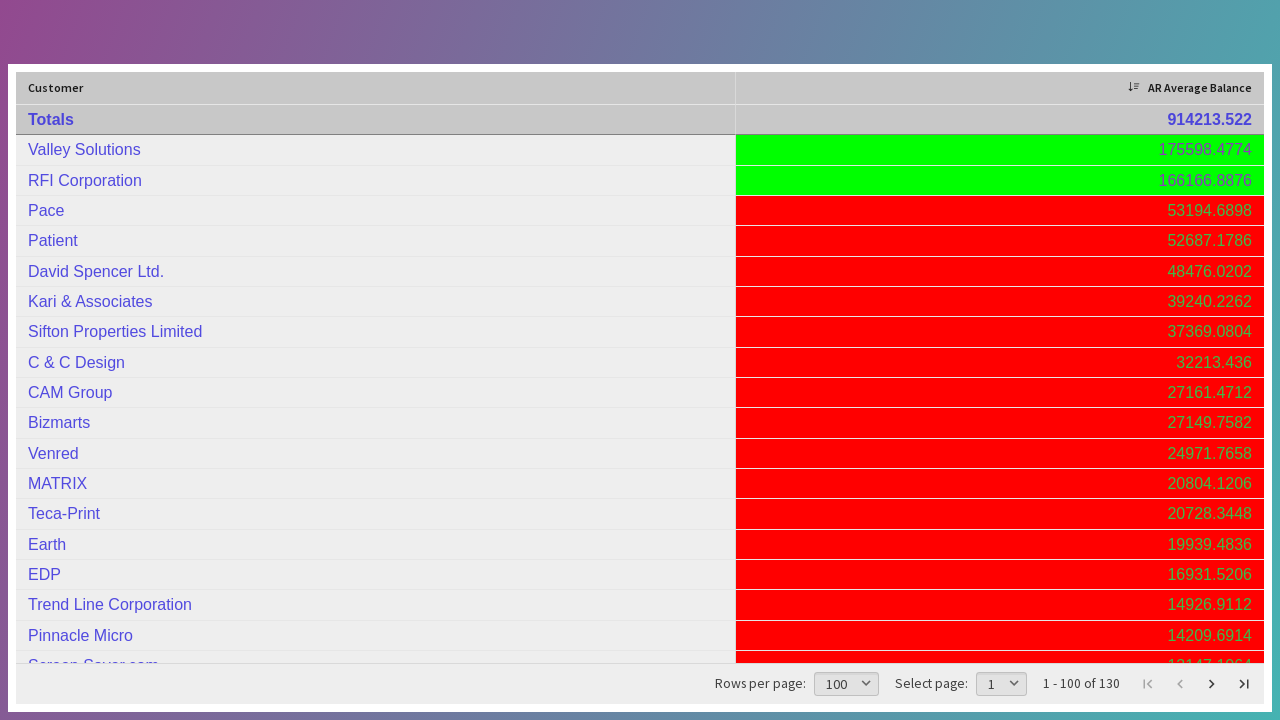 Customer AR Average Balance
Totals 914213.522
Valley Solutions 175598.4774
RFI Corporation 166166.8876
Pace 53194.6898
Patient 52687.1786
David Spencer Ltd. 48476.0202
Kari & Associates 39240.2262
Sifton Properties Limited 37369.0804
C & C Design 32213.436
CAM Group 27161.4712
Bizmarts 27149.7582
Venred 24971.7658
MATRIX 20804.1206
Teca-Print 20728.3448
Earth 19939.4836
EDP 16931.5206
Trend Line Corporation 14926.9112
Pinnacle Micro 14209.6914
Rows per page: 100 Select page: 1 1 - 100 of 130